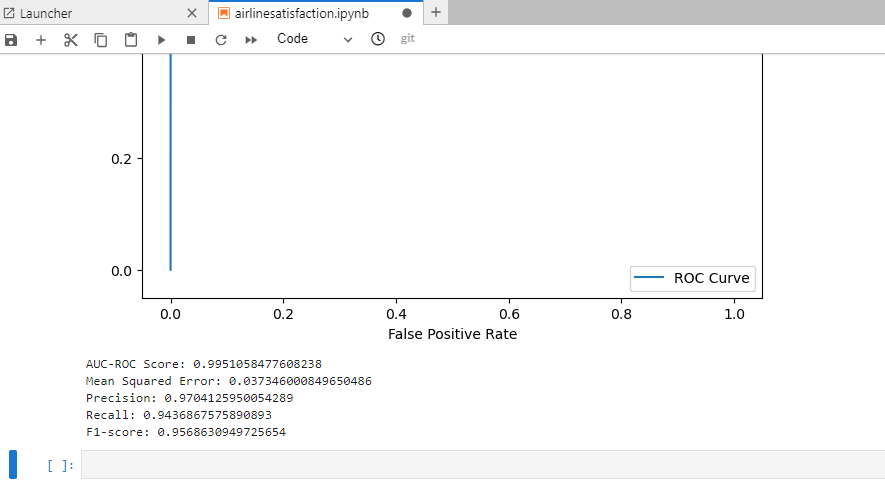 Launcher
airlinesatisfaction.ipynb
Code
git
0.2
0.0
ROC Curve
0.0 0.2 0.4 0.6 0.8 1.0
False Positive Rate
AUC-ROC Score: 0.9951058477608238
Mean Squared Error: 0.037346000849650486
Precision: 0.9704125950054289
Recall: 0.9436867575890893
F1-score: 0.9568630949725654
[ ]: